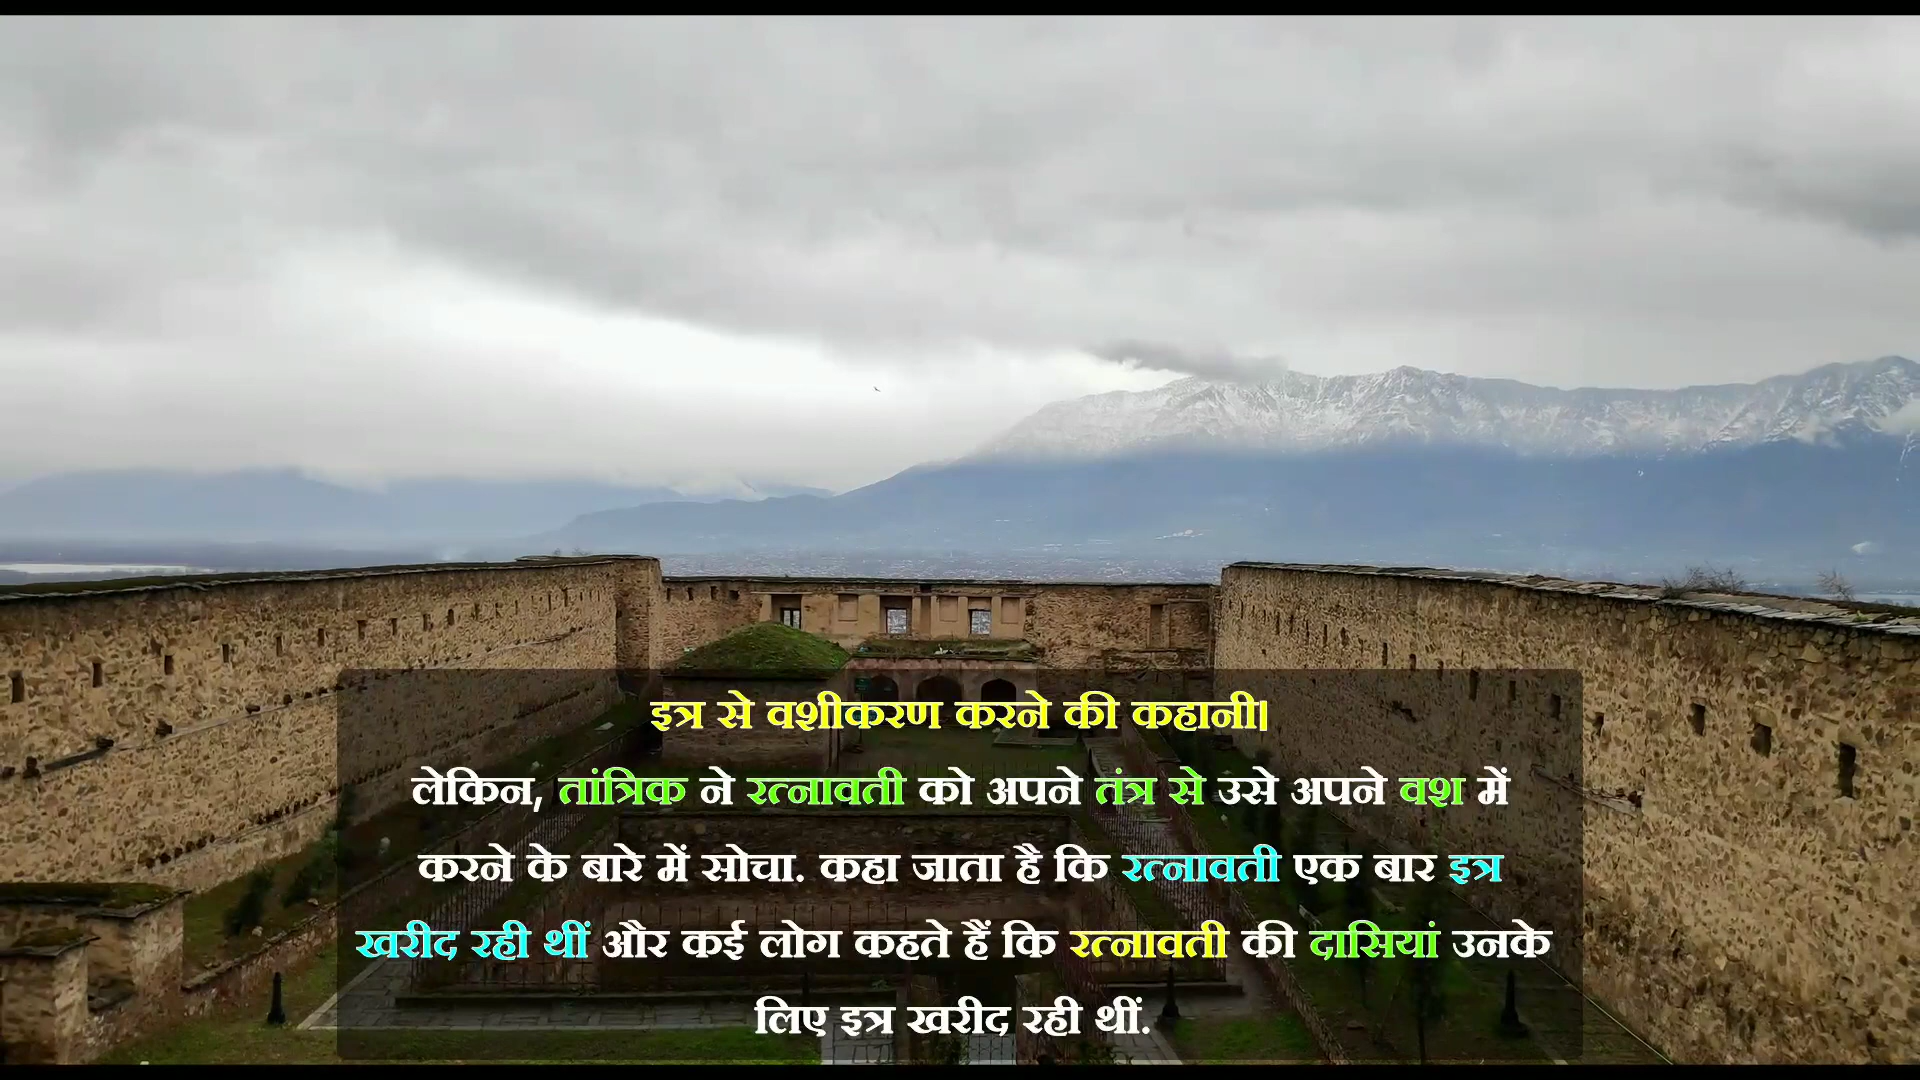 इत्र से वशीकरण करने की कहानी|
लेकिन, तांत्रिक ने रत्नावती को अपने तंत्र से उसे अपने वश में
करने के बारे में सोचा. कहा जाता है कि रत्नावती एक बार इत्र
खरीद रही थीं और कई लोग कहते हैं कि रत्नावती की दासियां उनके
लिए इत्र खरीद रही थीं.